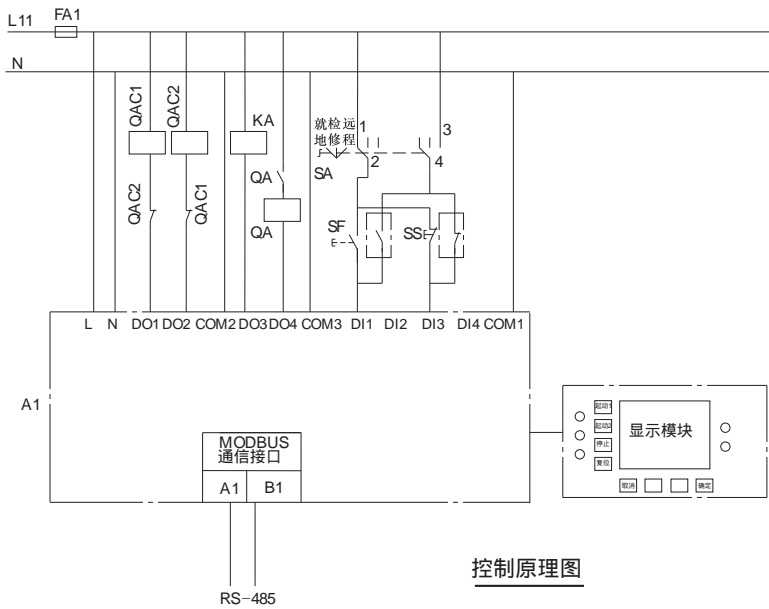 L11 FA1
N
QAC1
QAC2
KA
就检远
地修程
1
3
2
4
SA
QAC2
QAC1
QA
QA
SF
SS
L N DO1 DO2 COM2 DO3 DO4 COM3 DI1 DI2 DI3 DI4 COM1
A1
MODBUS
通信接口
A1 B1
RS-485
起动1
起动2
停止
复位
显示模块
取消
确定
控制原理图